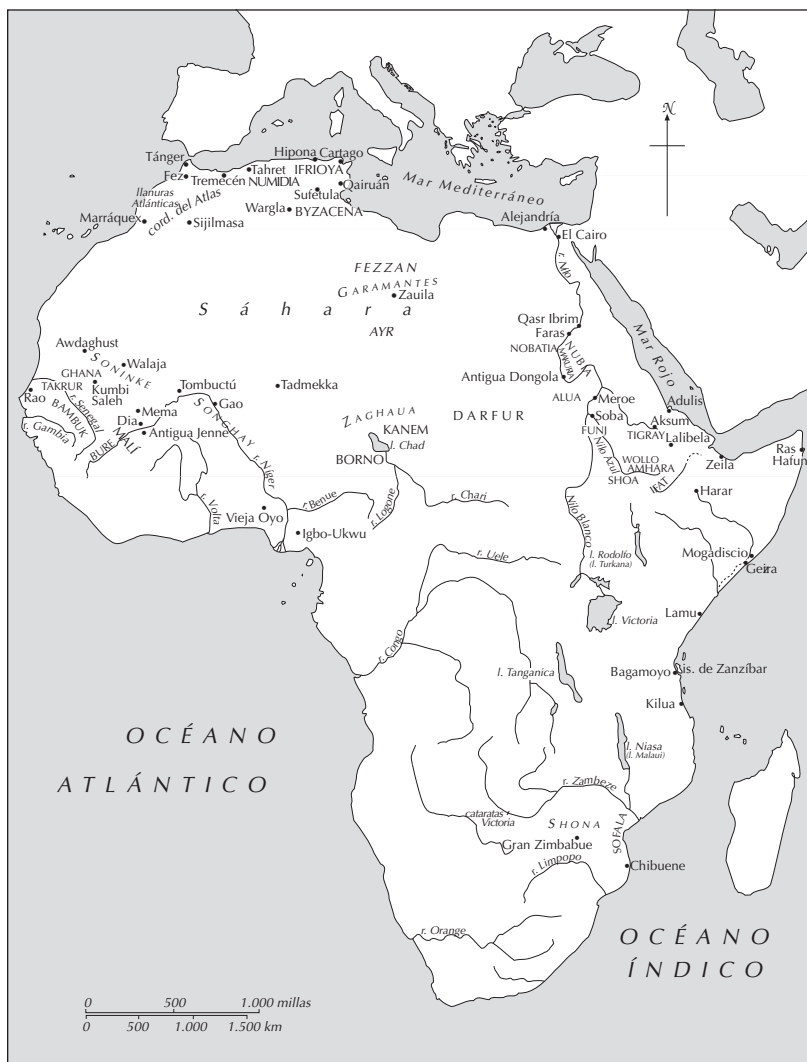 N
Tánger
Hipona Cartago
Fez
Tremecén
Tahret
NUMIDIA
IFRIQYA
Qairuán
llanuras
Atlánticas
cord. del Atlas
Sufetula
Mar Mediterráneo
Marráquex
Sijilmasa
Wargla
BYZACENA
Alejandría
El Cairo
r. Nilo
FEZZAN
GARAMANTES
Zauila
Sáhara
AYR
Qasr Ibrim
Faras
NOBATIA
NUBIA
MAKURIA
Mar Rojo
Awdaghust
SONINKE
Walaja
GHANA
TAKRUR
Kumbi
Saleh
Rao
r. Senegal
BAMBUK
r. Gambia
Tombuctú
Gao
Tadmekka
SONGHAY
Mema
Dia
MALÍ
Antigua Jenne
BURE
r. Níger
ZAGHAUA
KANEM
DARFUR
l. Chad
BORNO
Antigua Dongola
ALUA
Meroe
Soba
FUNJ
Adulis
Aksum
TIGRAY
Lalibela
Nilo Azul
WOLLO
AMHARA
SHOA
IFAT
Zeila
Ras
Hafun
Harar
r. Volta
Vieja Oyo
r. Benue
r. Logone
r. Chari
Igbo-Ukwu
Nilo Blanco
r. Uele
l. Rodolfo
(l. Turkana)
Mogadiscio
l. Victoria
Lamu
r. Congo
l. Tanganica
Bagamoyo
is. de Zanzíbar
Kilua
OCÉANO
ATLÁNTICO
l. Niasa
(l. Malaui)
r. Zambeze
cataratas
Victoria
SHONA
Gran Zimbabue
SOFALA
r. Limpopo
Chibuene
r. Orange
OCÉANO
ÍNDICO
0 500 1.000 millas
0 500 1.000 1.500 km